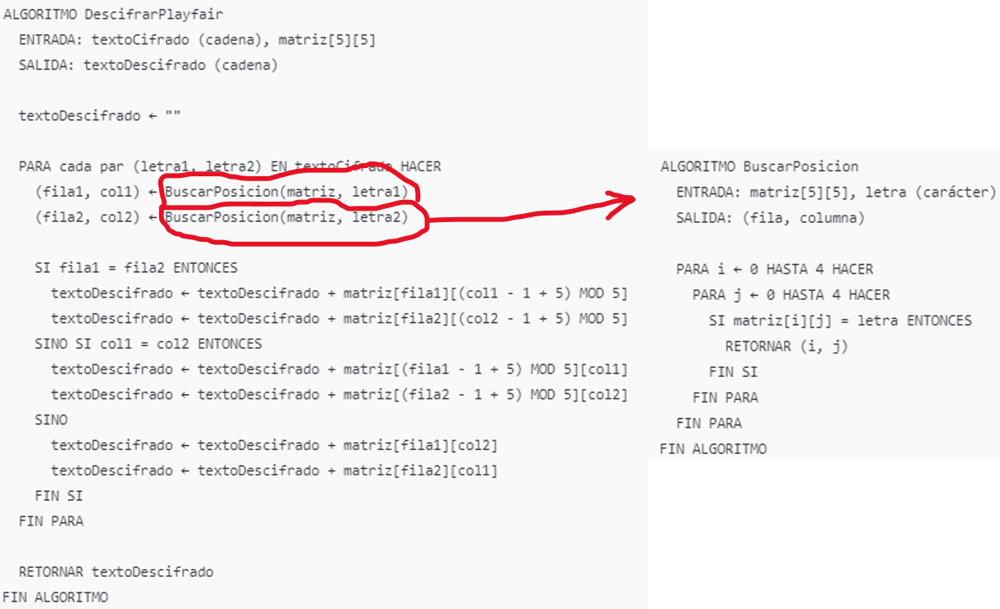 ALGORITMO DescifrarPlayfair
ENTRADA: textoCifrado (cadena), matriz[5][5]
SALIDA: textoDescifrado (cadena)
textoDescifrado ← ""
PARA cada par (letra1, letra2) EN textoCifrado HACER
(fila1, col1) ← BuscarPosicion(matriz, letra1)
(fila2, col2) ← BuscarPosicion(matriz, letra2)
SI fila1 = fila2 ENTONCES
textoDescifrado ← textoDescifrado + matriz[fila1][(col1 - 1 + 5) MOD 5]
textoDescifrado ← textoDescifrado + matriz[fila2][(col2 - 1 + 5) MOD 5]
SINO SI col1 = col2 ENTONCES
textoDescifrado ← textoDescifrado + matriz[(fila1 - 1 + 5) MOD 5][col1]
textoDescifrado ← textoDescifrado + matriz[(fila2 - 1 + 5) MOD 5][col2]
SINO
textoDescifrado ← textoDescifrado + matriz[fila1][col2]
textoDescifrado ← textoDescifrado + matriz[fila2][col1]
FIN SI
FIN PARA
RETORNAR textoDescifrado
FIN ALGORITMO
ALGORITMO BuscarPosicion
ENTRADA: matriz[5][5], letra (carácter)
SALIDA: (fila, columna)
PARA i ← 0 HASTA 4 HACER
PARA j ← 0 HASTA 4 HACER
SI matriz[i][j] = letra ENTONCES
RETORNAR (i, j)
FIN SI
FIN PARA
FIN PARA
FIN ALGORITMO